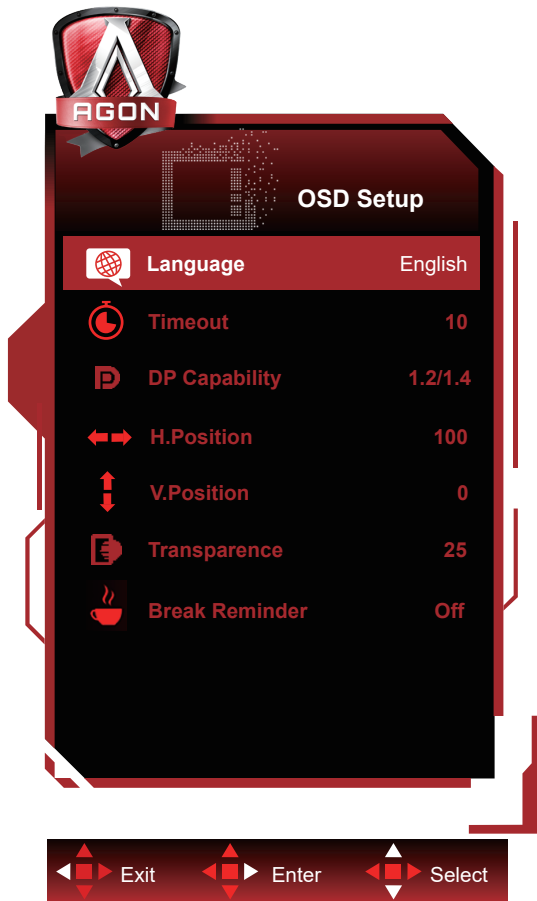 AGON
OSD Setup
Language English
Timeout 10
DP Capability 1.2/1.4
H.Position 100
V.Position 0
Transparence 25
Break Reminder Off
Exit Enter Select